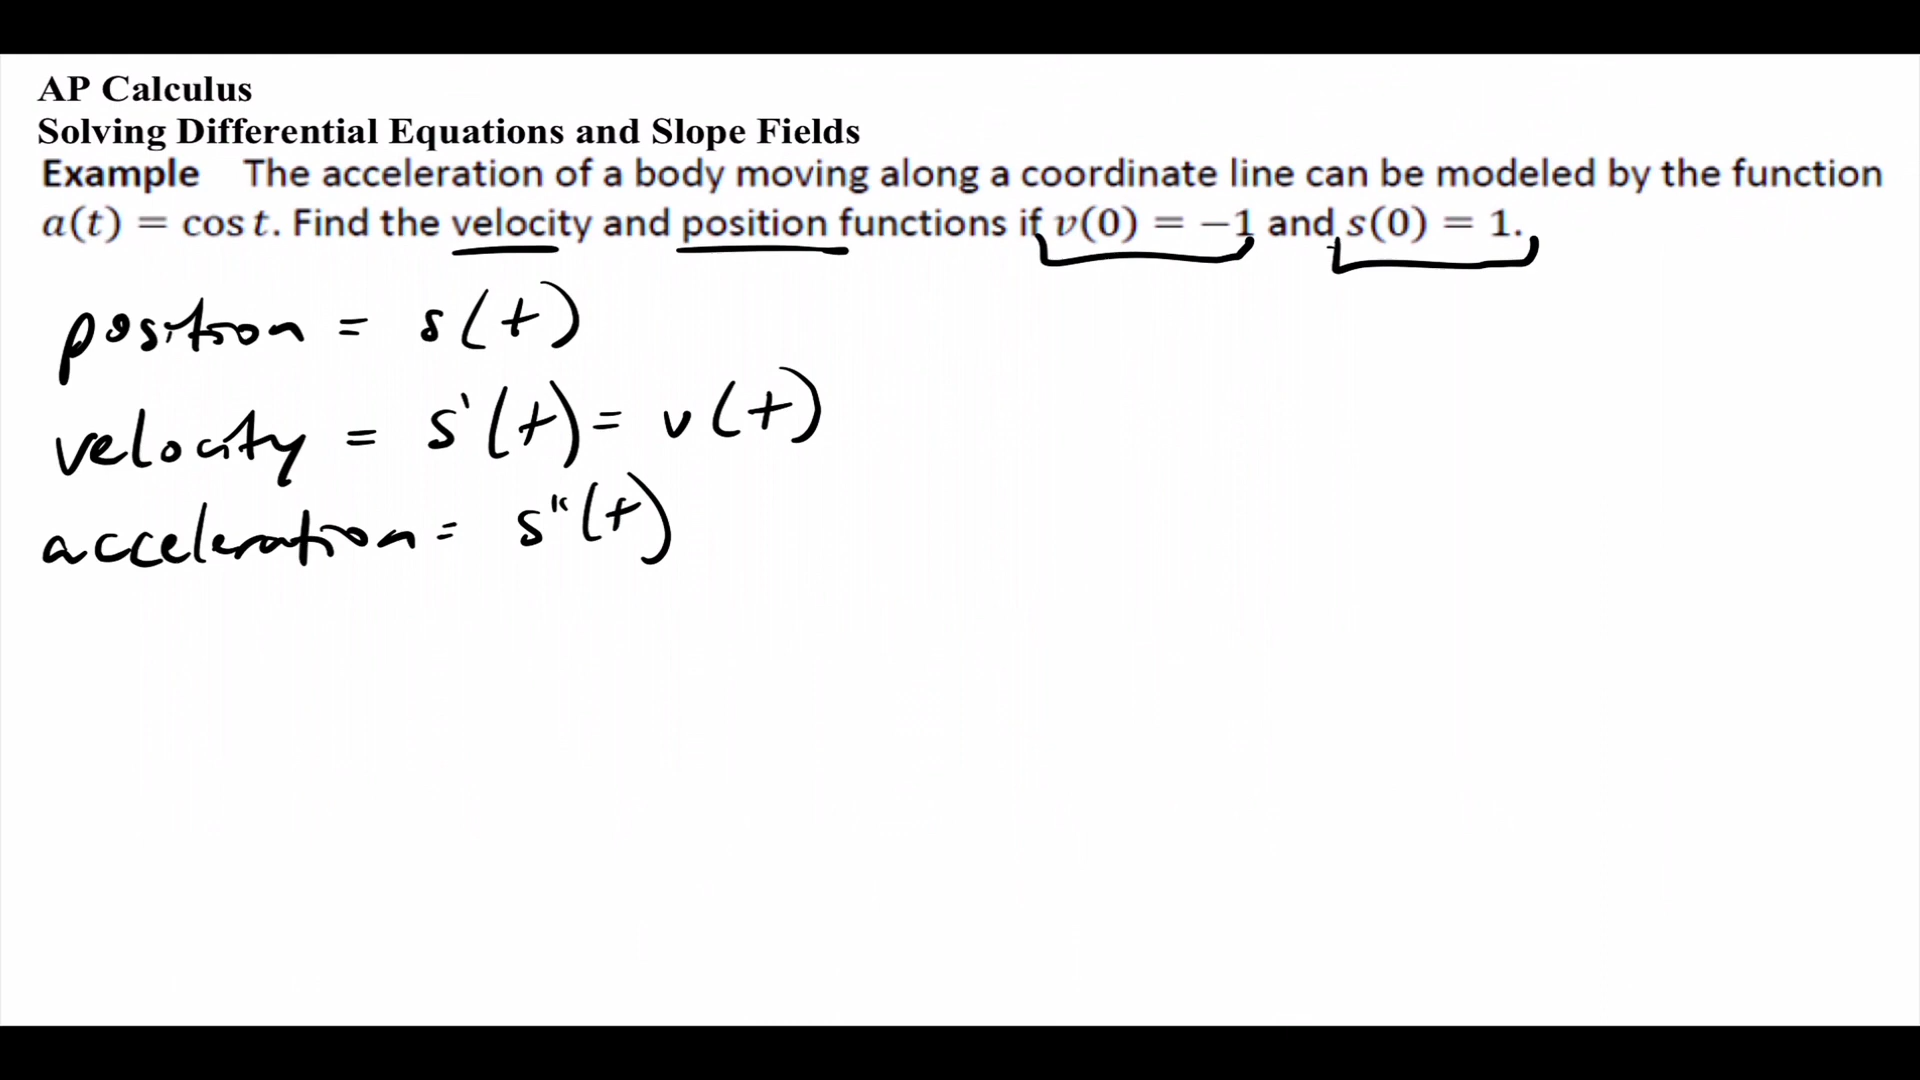 AP Calculus
Solving Differential Equations and Slope Fields
Example The acceleration of a body moving along a coordinate line can be modeled by the function
a(t) = cos t. Find the velocity and position functions if v(0) = −1 and s(0) = 1.
position = s(t)
velocity = s'(t) = v(t)
acceleration = s"(t)